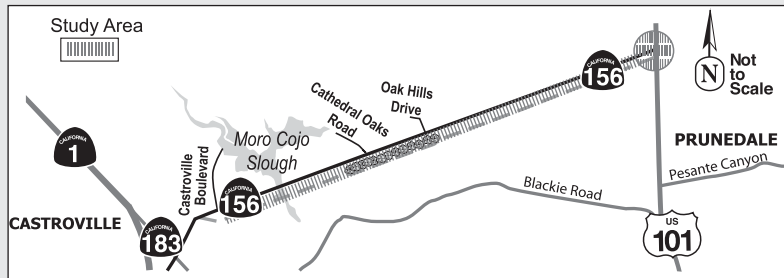 Study Area
CALIFORNIA
1
CASTROVILLE
CALIFORNIA
183
Castroville
Boulevard
Moro Cojo
Slough
CALIFORNIA
156
Cathedral Oaks
Road
Oak Hills
Drive
CALIFORNIA
156
N
Not
to
Scale
PRUNEDALE
Pesante Canyon
Blackie Road
US
101